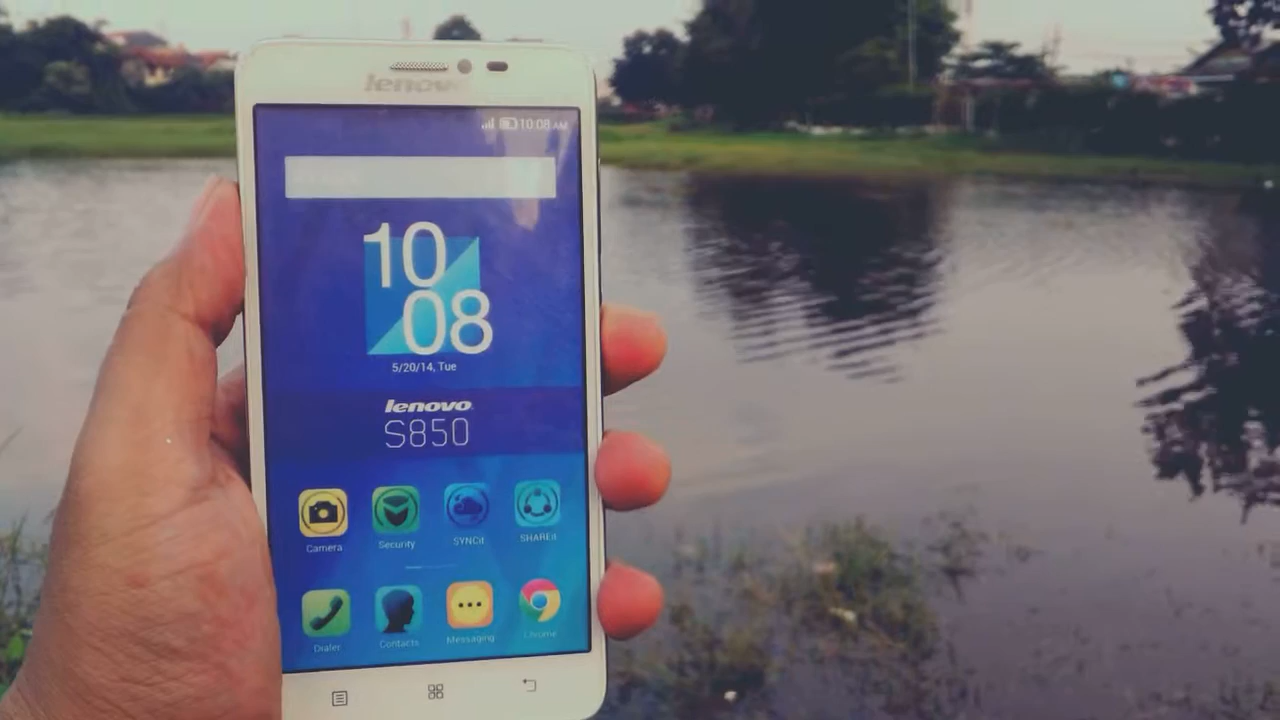 lenovo
10:08 AM
10
08
5/20/14, Tue
lenovo
S850
Camera Security SYNCit SHAREit
Dialer Contacts Messaging Chrome